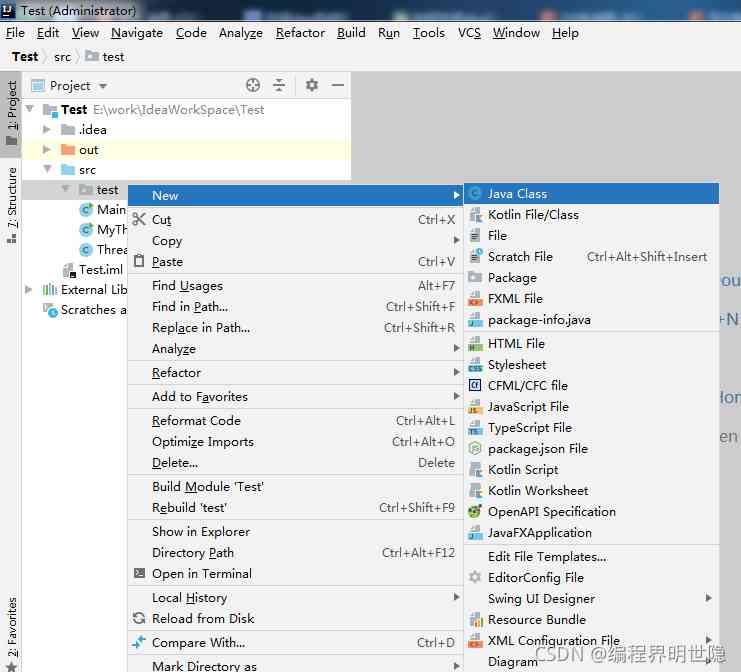 Test (Administrator)
File Edit View Navigate Code Analyze Refactor Build Run Tools VCS Window Help
Test src test
1: Project
Project
Test E:\work\IdeaWorkSpace\Test
.idea
out
src
test
Main
MyTh
Threa
Test.iml
External Lib
Scratches a
7: Structure
2: Favorites
New
Cut Ctrl+X
Copy
Paste Ctrl+V
Find Usages Alt+F7
Find in Path... Ctrl+Shift+F
Replace in Path... Ctrl+Shift+R
Analyze
Refactor
Add to Favorites
Reformat Code Ctrl+Alt+L
Optimize Imports Ctrl+Alt+O
Delete... Delete
Build Module 'Test'
Rebuild 'test' Ctrl+Shift+F9
Show in Explorer
Directory Path Ctrl+Alt+F12
Open in Terminal
Local History
Reload from Disk
Compare With... Ctrl+D
Mark Directory as
Java Class
Kotlin File/Class
File
Scratch File Ctrl+Alt+Shift+Insert
Package
FXML File
package-info.java
HTML File
Stylesheet
CFML/CFC file
JavaScript File
TypeScript File
package.json File
Kotlin Script
Kotlin Worksheet
OpenAPI Specification
JavaFXApplication
Edit File Templates...
EditorConfig File
Swing UI Designer
Resource Bundle
XML Configuration File
Diagram
ou
+N
en
CSDN @编程界明世隐